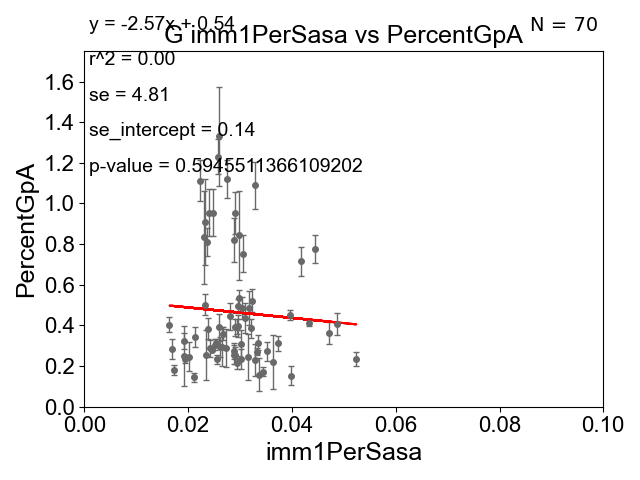 y = -2.57x + 0.54
N = 70
G imm1PerSasa vs PercentGpA
r^2 = 0.00
se = 4.81
se_intercept = 0.14
p-value = 0.5945511366109202
PercentGpA
1.6
1.4
1.2
1.0
0.8
0.6
0.4
0.2
0.0
0.00 0.02 0.04 0.06 0.08 0.10
imm1PerSasa